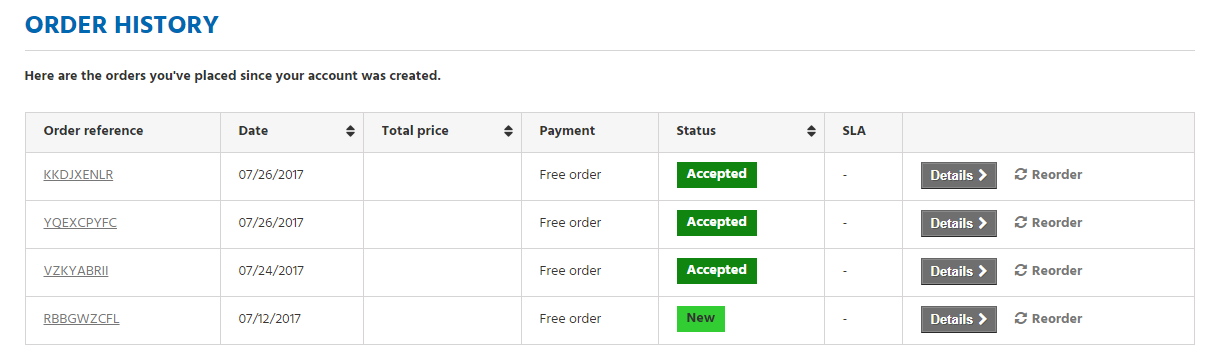 ORDER HISTORY
Here are the orders you've placed since your account was created.
Order reference Date Total price Payment Status SLA
KKDJXENLR 07/26/2017 Free order Accepted - Details Reorder
YQEXCPYFC 07/26/2017 Free order Accepted - Details Reorder
VZKYABRII 07/24/2017 Free order Accepted - Details Reorder
RBBGWZCFL 07/12/2017 Free order New - Details Reorder